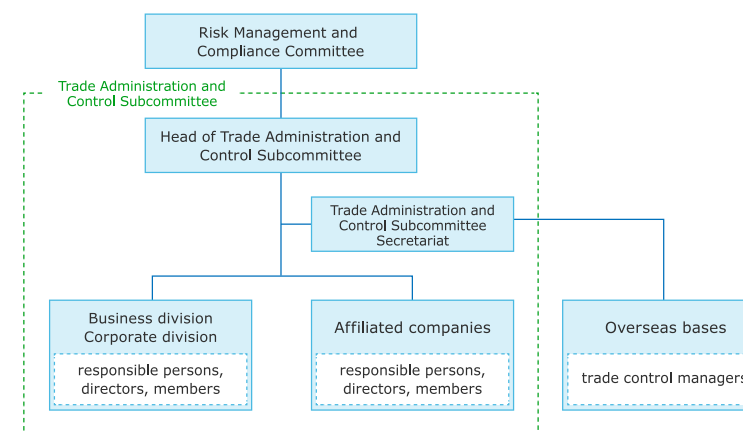 Risk Management and
Compliance Committee
Trade Administration and
Control Subcommittee
Head of Trade Administration and
Control Subcommittee
Trade Administration and
Control Subcommittee
Secretariat
Business division
Corporate division
responsible persons,
directors, members
Affiliated companies
responsible persons,
directors, members
Overseas bases
trade control managers